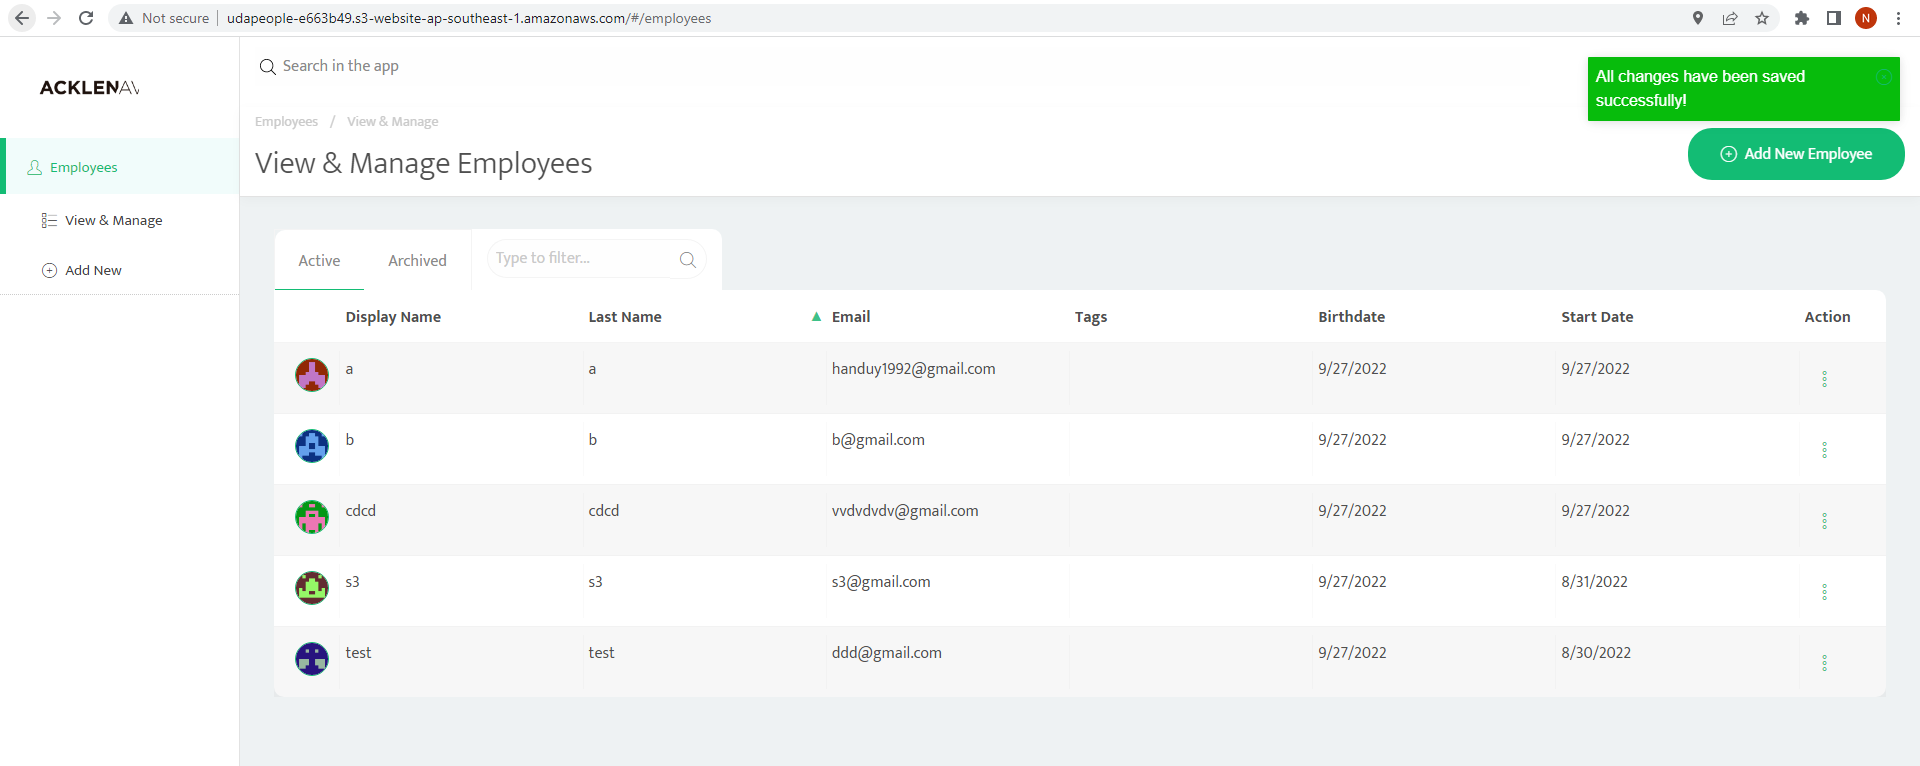 Not secure | udapeople-e663b49.s3-website-ap-southeast-1.amazonaws.com/#/employees
N
ACKLENAV
Search in the app
All changes have been saved
successfully!
Employees / View & Manage
View & Manage Employees
Add New Employee
Employees
View & Manage
Add New
Active Archived Type to filter...
Display Name Last Name Email Tags Birthdate Start Date Action
a a handuy1992@gmail.com 9/27/2022 9/27/2022
b b b@gmail.com 9/27/2022 9/27/2022
cdcd cdcd vvdvdvdv@gmail.com 9/27/2022 9/27/2022
s3 s3 s3@gmail.com 9/27/2022 8/31/2022
test test ddd@gmail.com 9/27/2022 8/30/2022